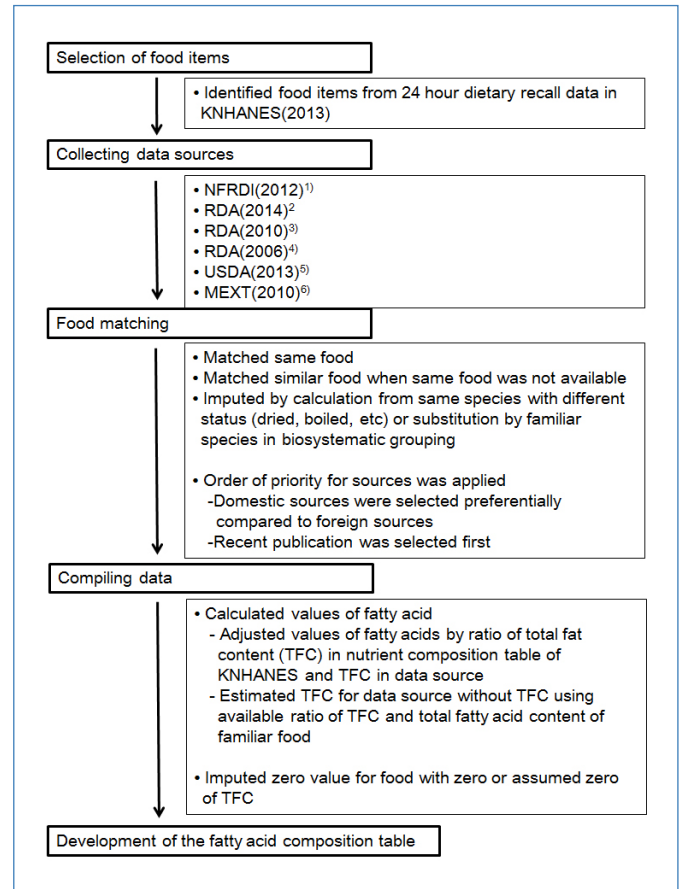 Selection of food items
• Identified food items from 24 hour dietary recall data in
KNHANES(2013)
Collecting data sources
• NFRDI(2012)1)
• RDA(2014)2
• RDA(2010)3)
• RDA(2006)4)
• USDA(2013)5)
• MEXT(2010)6)
Food matching
• Matched same food
• Matched similar food when same food was not available
• Imputed by calculation from same species with different
status (dried, boiled, etc) or substitution by familiar
species in biosystematic grouping
• Order of priority for sources was applied
-Domestic sources were selected preferentially
compared to foreign sources
-Recent publication was selected first
Compiling data
• Calculated values of fatty acid
- Adjusted values of fatty acids by ratio of total fat
content (TFC) in nutrient composition table of
KNHANES and TFC in data source
- Estimated TFC for data source without TFC using
available ratio of TFC and total fatty acid content of
familiar food
• Imputed zero value for food with zero or assumed zero
of TFC
Development of the fatty acid composition table